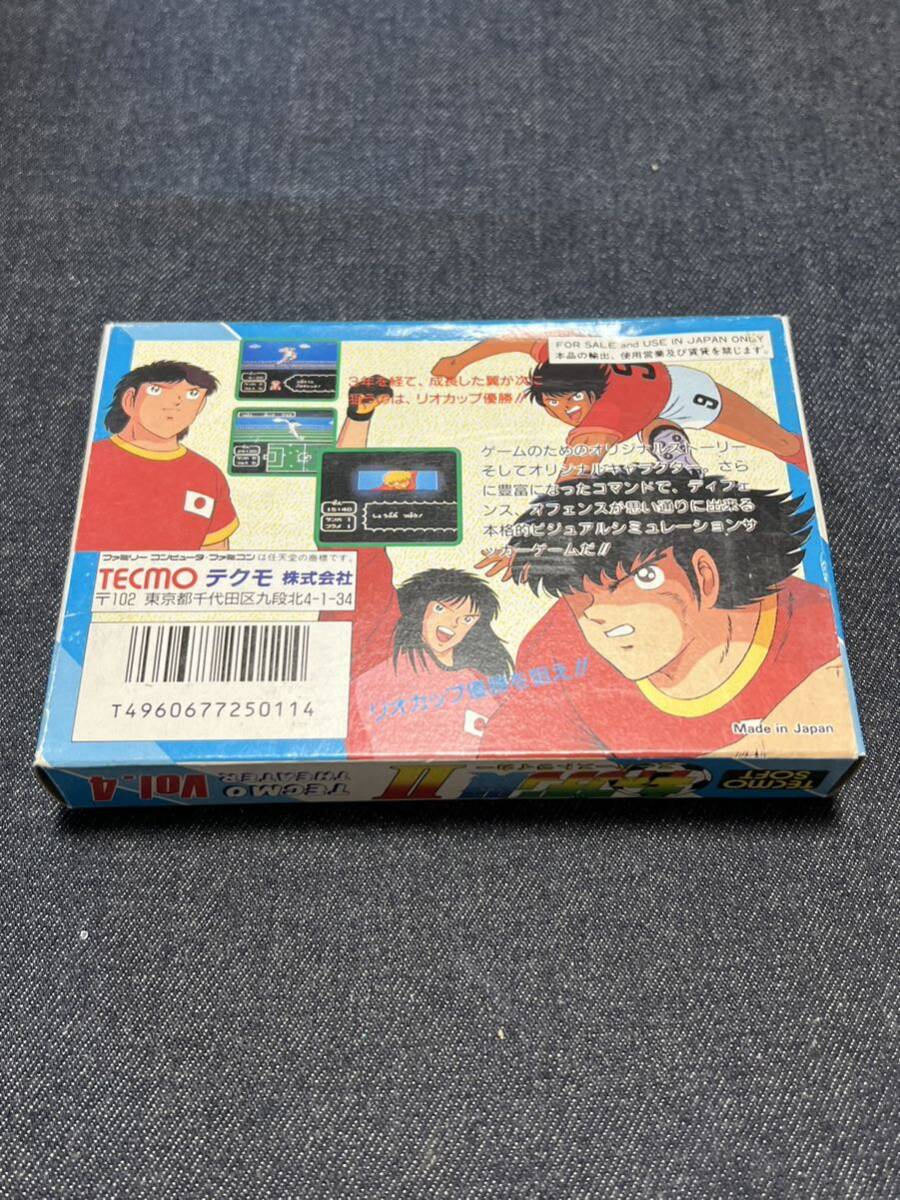 FOR SALE and USE IN JAPAN ONLY
本品の輸出、使用営業及び賃貸を禁じます。
3年を経て、成長した翼が次に
狙うのは、リオカップ優勝!!
ゲームのためのオリジナルストーリー
そしてオリジナルキャラクター。さら
に豊富になったコマンドで、ディフェ
ンス、オフェンスが思い通りに出来る
本格的ビジュアルシミュレーションサ
ッカーゲームだ!!
9
ファミリー コンピュータ・ファミコンは任天堂の商標です。
TECMO テクモ 株式会社
〒102 東京都千代田区九段北4-1-34
T4960677250114
リオカップ優勝を狙え!!
Made in Japan
TECMO
SOFT
II
TECMO
THEATER
Vol.4